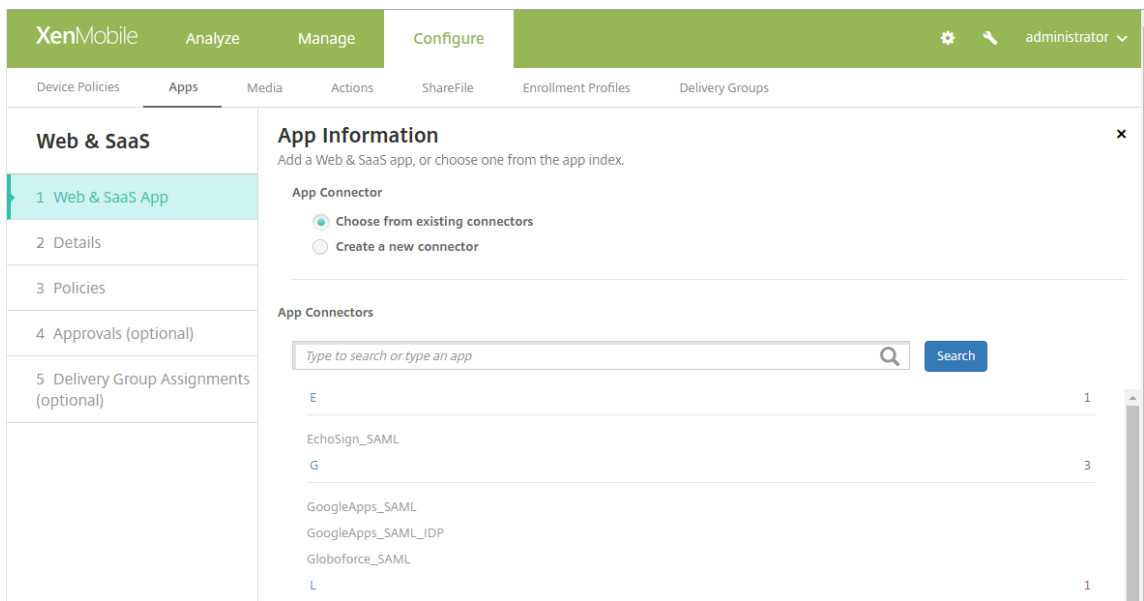 XenMobile Analyze Manage Configure administrator
Device Policies Apps Media Actions ShareFile Enrollment Profiles Delivery Groups
Web & SaaS
1 Web & SaaS App
2 Details
3 Policies
4 Approvals (optional)
5 Delivery Group Assignments
(optional)
App Information
Add a Web & SaaS app, or choose one from the app index.
App Connector
Choose from existing connectors
Create a new connector
App Connectors
Type to search or type an app Search
E 1
EchoSign_SAML
G 3
GoogleApps_SAML
GoogleApps_SAML_IDP
Globoforce_SAML
L 1